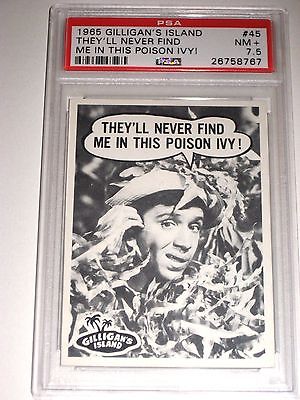 PSA
1965 GILLIGAN'S ISLAND #45
THEY'LL NEVER FIND NM+
ME IN THIS POISON IVY! 7.5
PSA
26758767
THEY'LL NEVER FIND
ME IN THIS POISON IVY!
GILLIGAN'S
ISLAND